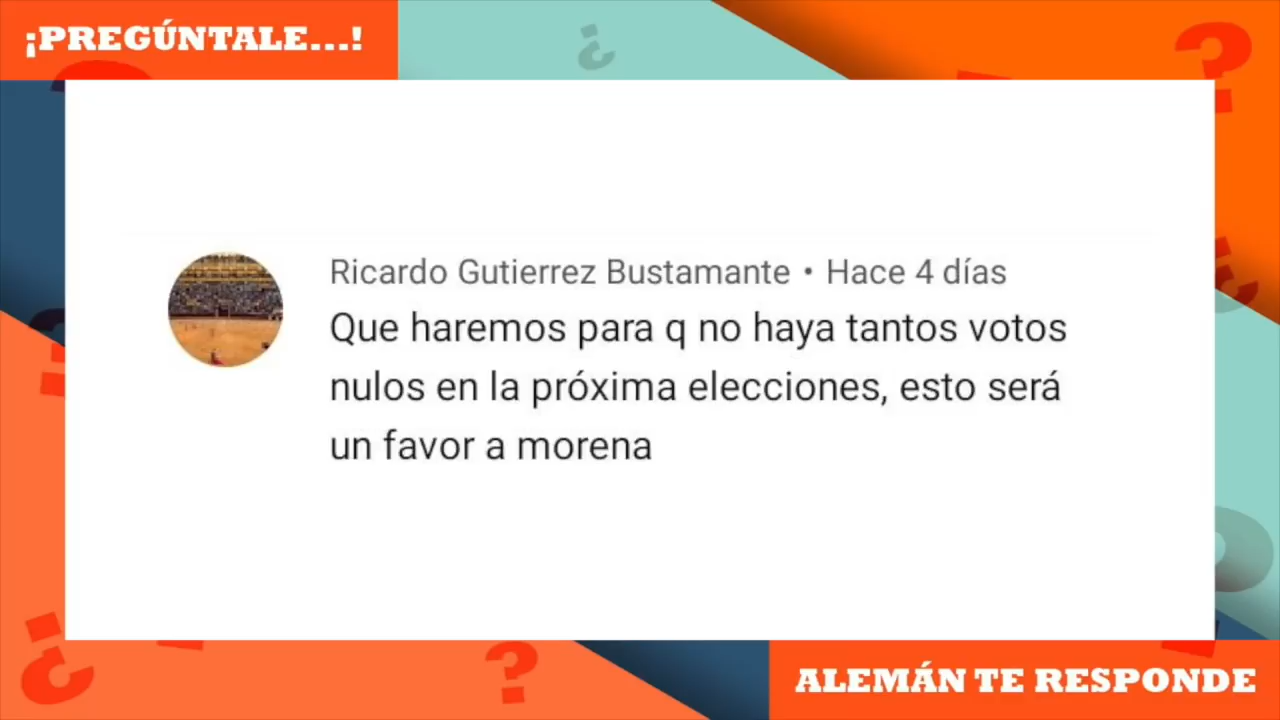 ¡PREGÚNTALE...!
Ricardo Gutierrez Bustamante • Hace 4 días
Que haremos para q no haya tantos votos
nulos en la próxima elecciones, esto será
un favor a morena
ALEMÁN TE RESPONDE